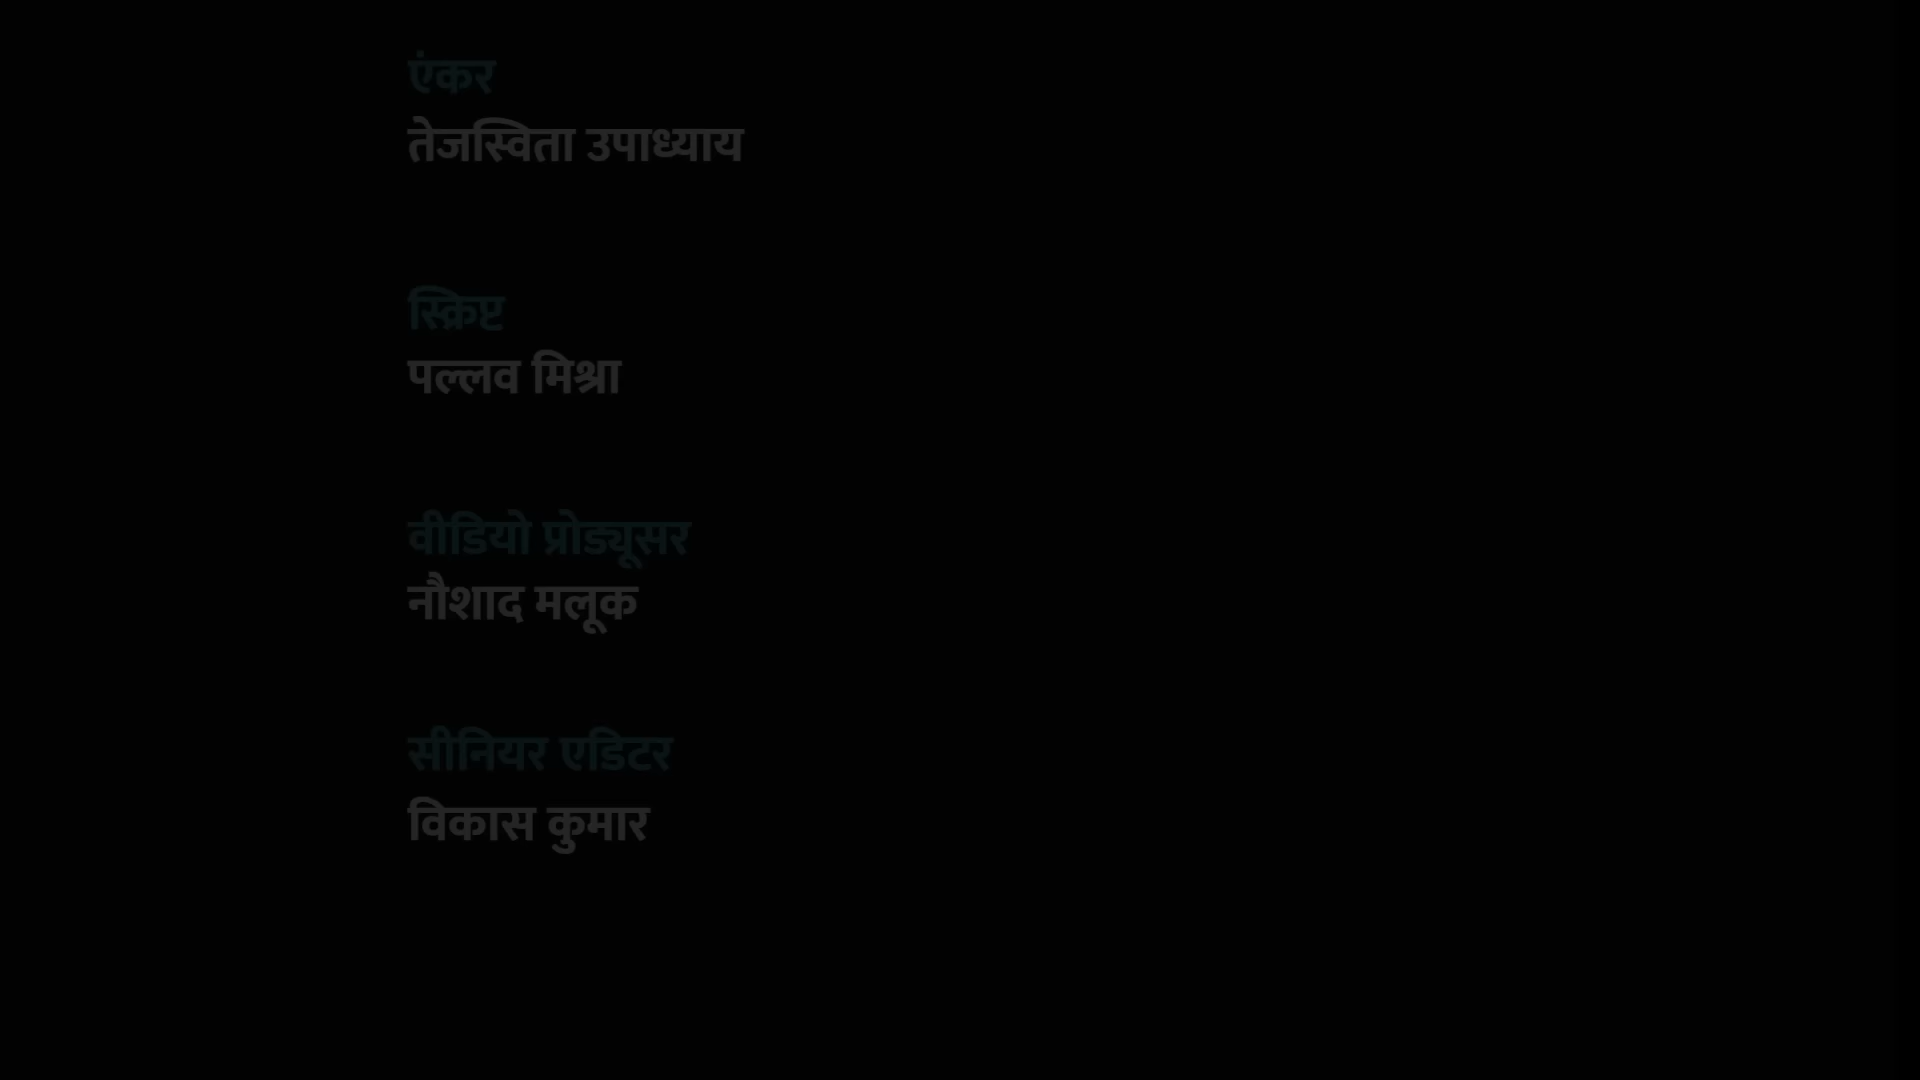 एंकर
तेजस्विता उपाध्याय
स्क्रिप्ट
पल्लव मिश्रा
वीडियो प्रोड्यूसर
नौशाद मलूक
सीनियर एडिटर
विकास कुमार